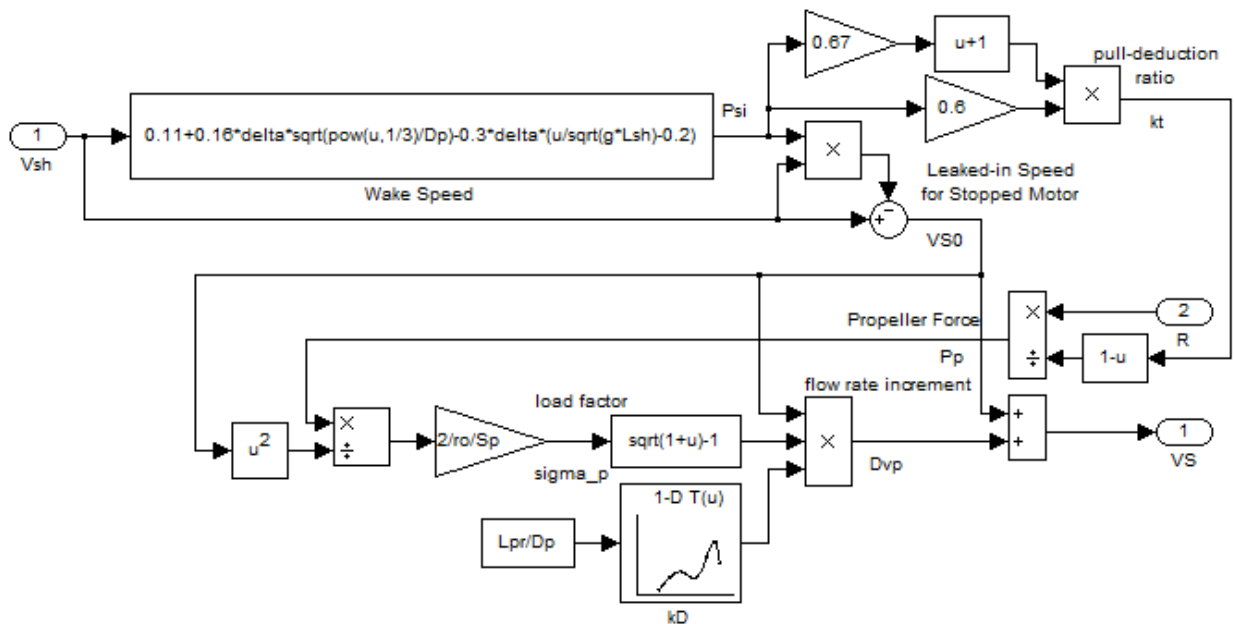 0.67
u+1
pull-deduction
ratio
×
kt
0.6
Psi
1
Vsh
0.11+0.16*delta*sqrt(pow(u,1/3)/Dp)-0.3*delta*(u/sqrt(g*Lsh)-0.2)
Wake Speed
×
Leaked-in Speed
for Stopped Motor
−
+
VS0
Propeller Force
×
÷
2
R
1-u
Pp
flow rate increment
load factor
u2
×
÷
2/ro/Sp
sigma_p
sqrt(1+u)-1
×
Dvp
+
+
1
VS
1-D T(u)
Lpr/Dp
kD